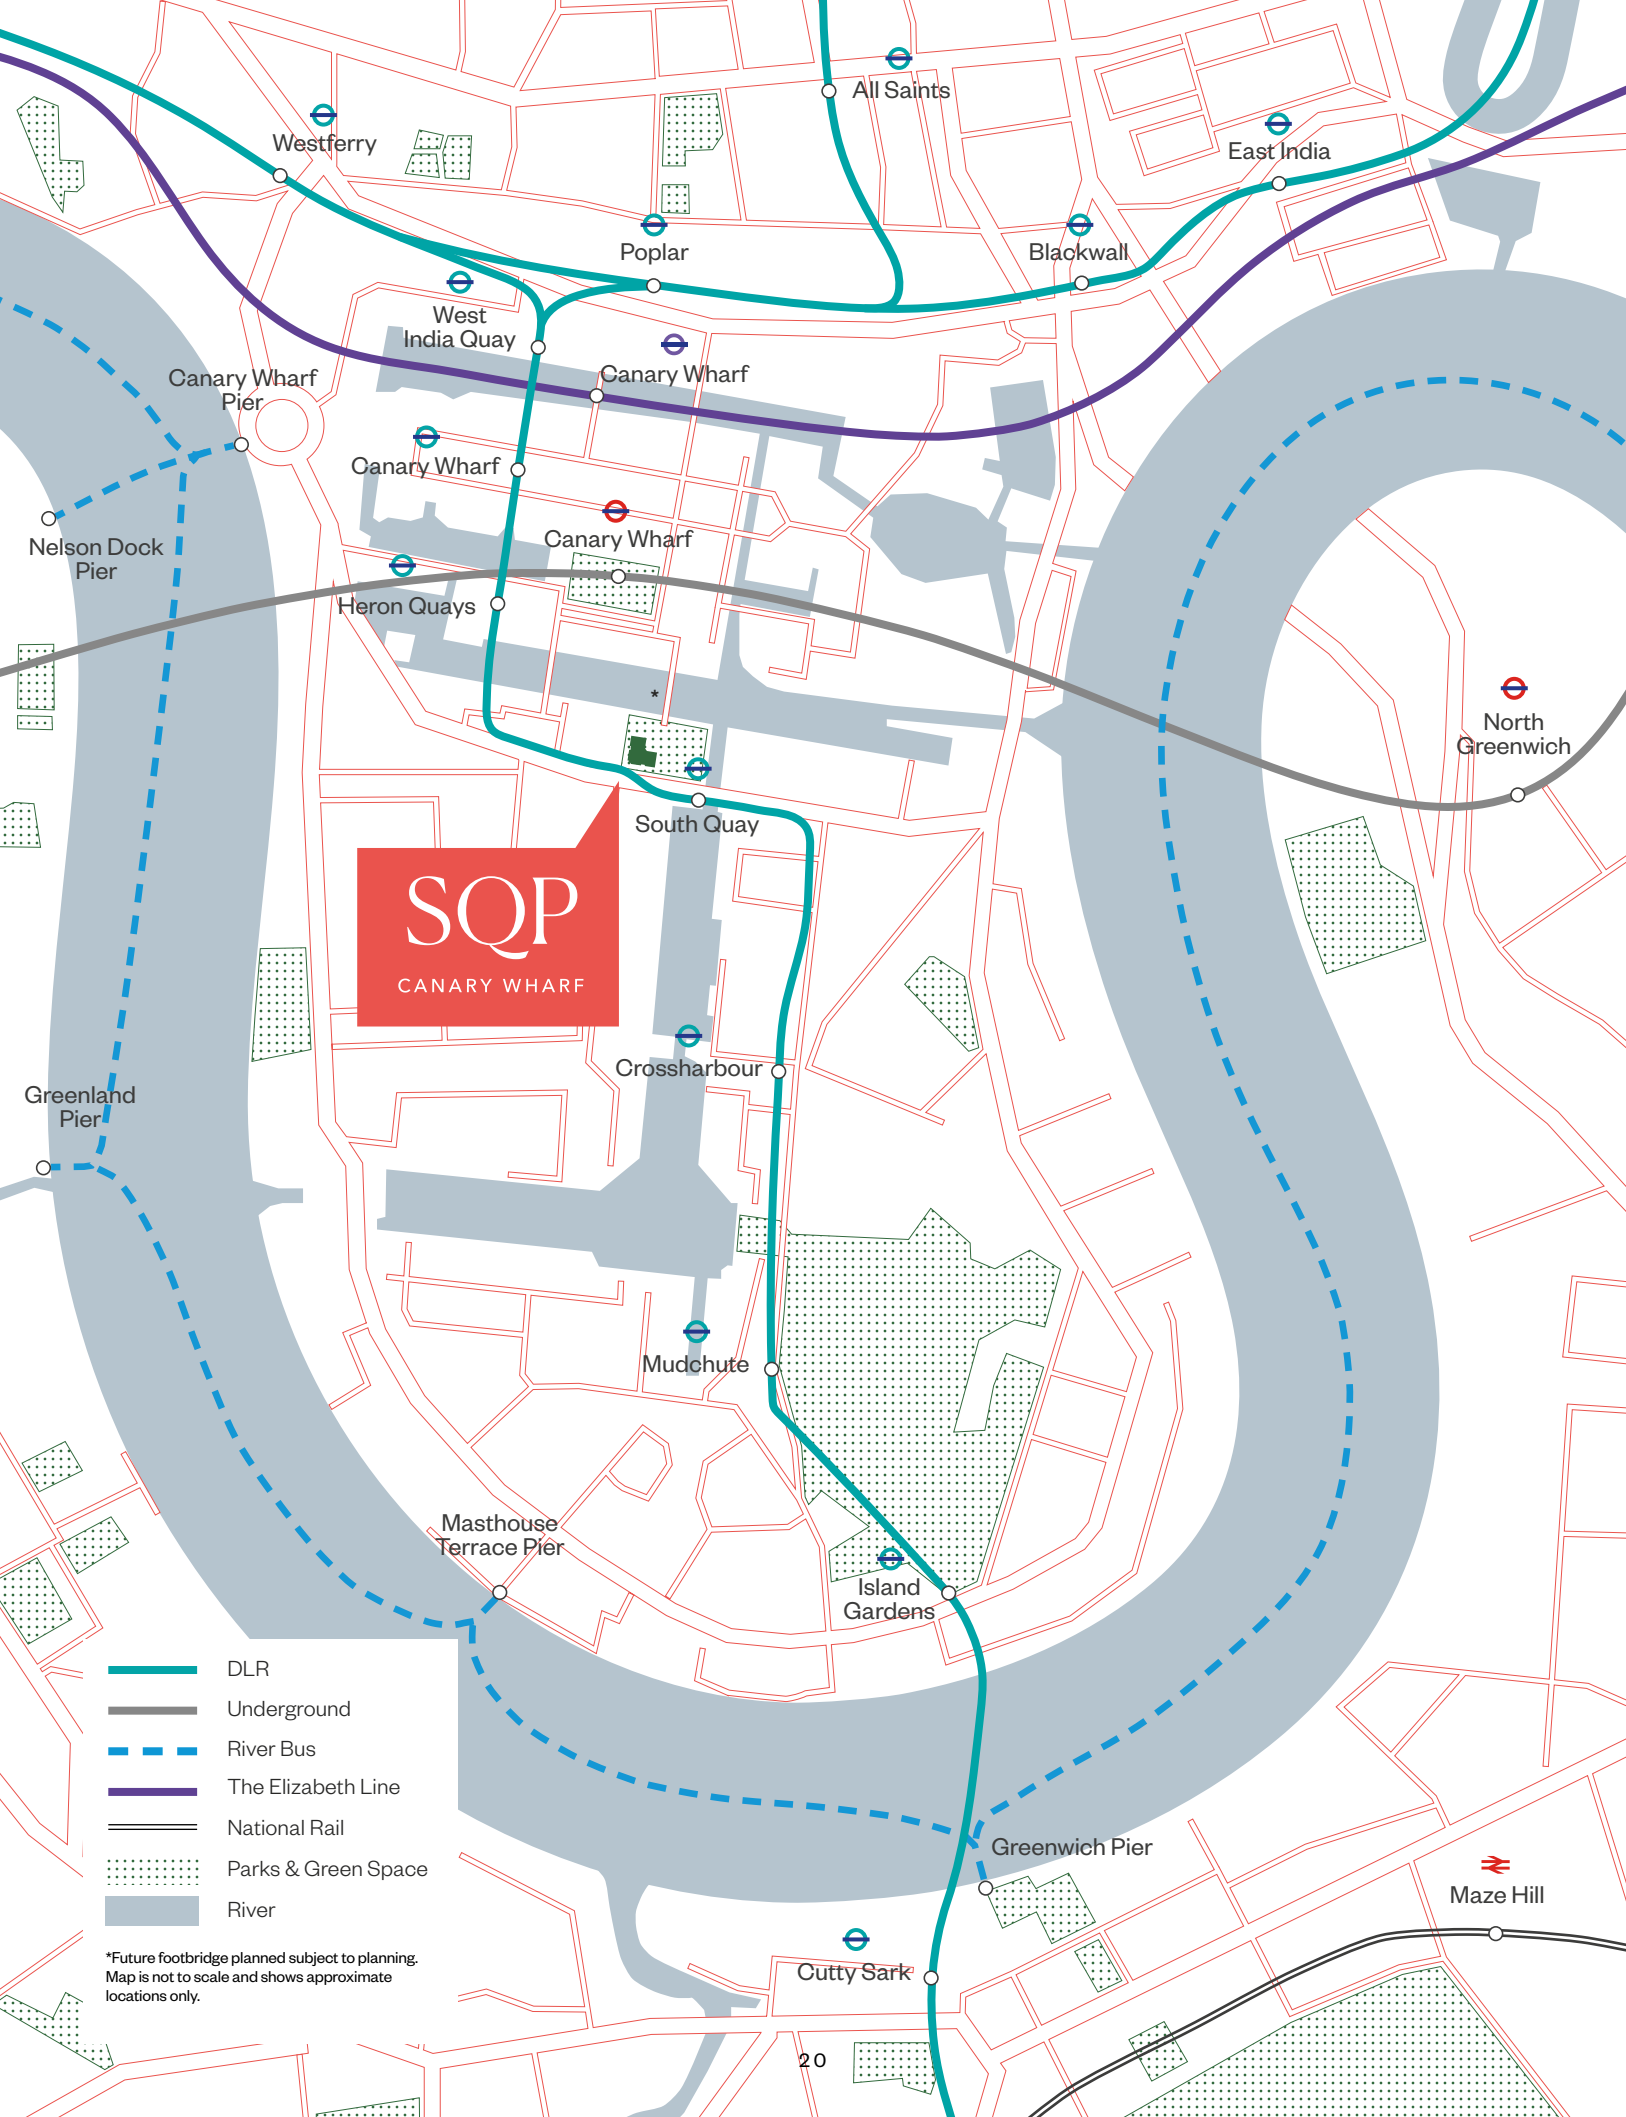 All Saints
Westferry
East India
Poplar
Blackwall
West
India Quay
Canary Wharf
Pier
Canary Wharf
Canary Wharf
Canary Wharf
Nelson Dock
Pier
Heron Quays
*
North
Greenwich
South Quay
SQP
CANARY WHARF
Crossharbour
Greenland
Pier
Mudchute
Masthouse
Terrace Pier
Island
Gardens
DLR
Underground
River Bus
The Elizabeth Line
National Rail
Parks & Green Space
River
*Future footbridge planned subject to planning.
Map is not to scale and shows approximate
locations only.
Greenwich Pier
Maze Hill
Cutty Sark
20